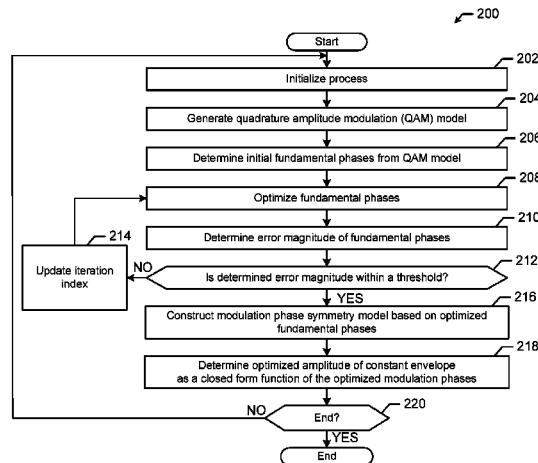 200
Start
202
Initialize process
204
Generate quadrature amplitude modulation (QAM) model
206
Determine initial fundamental phases from QAM model
208
Optimize fundamental phases
210
Determine error magnitude of fundamental phases
214
Update iteration
index
212
NO
Is determined error magnitude within a threshold?
YES
216
Construct modulation phase symmetry model based on optimized
fundamental phases
218
Determine optimized amplitude of constant envelope
as a closed form function of the optimized modulation phases
NO
220
End?
YES
End